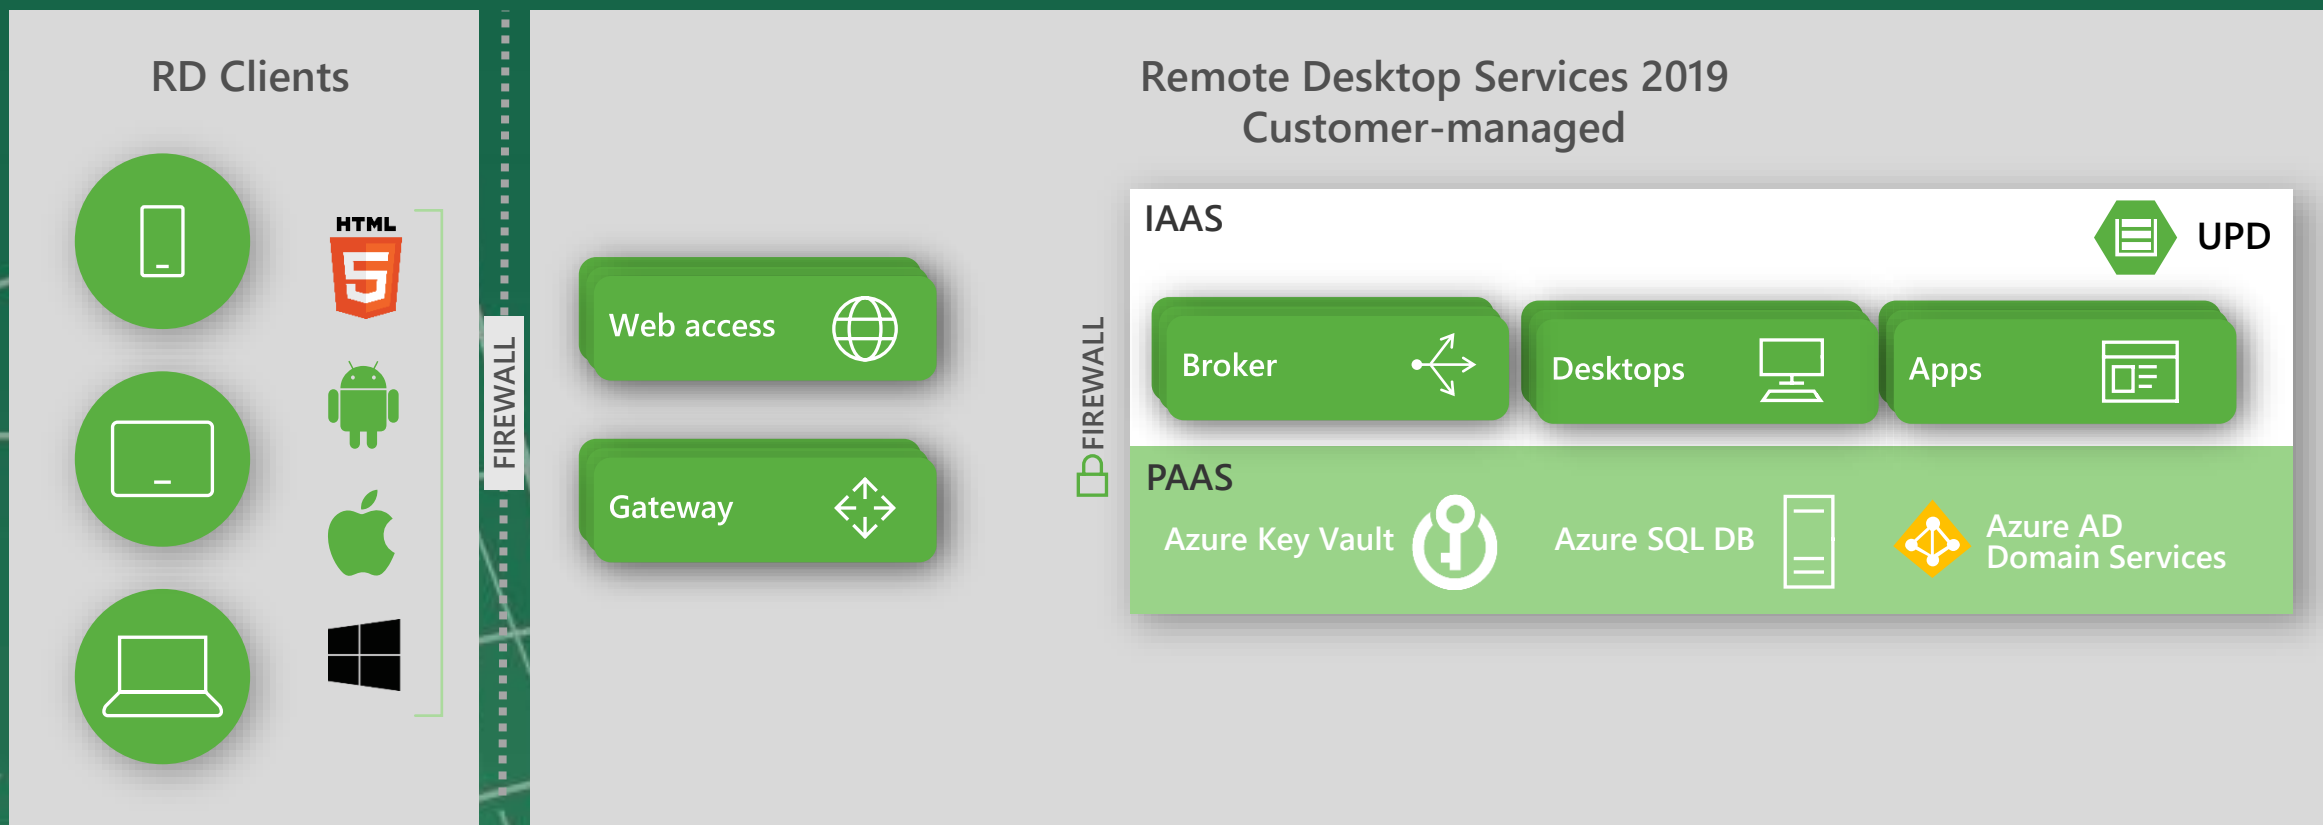 RD Clients
HTML
5
FIREWALL
Remote Desktop Services 2019
Customer-managed
Web access
Gateway
FIREWALL
IAAS
UPD
Broker
Desktops
Apps
PAAS
Azure Key Vault
Azure SQL DB
Azure AD
Domain Services